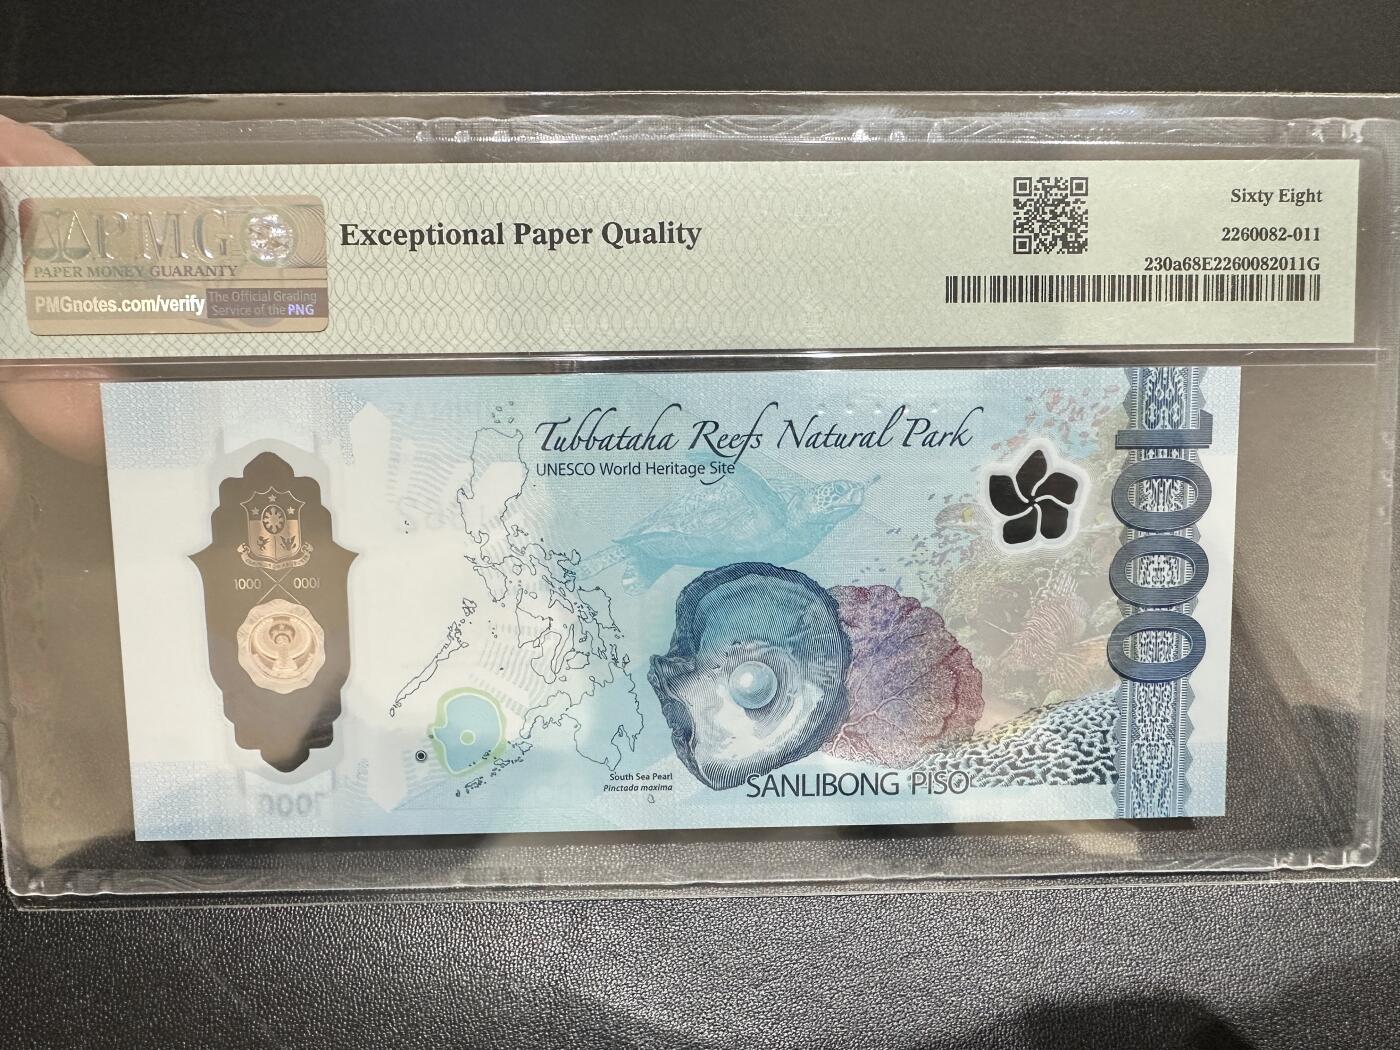 PMG
PAPER MONEY GUARANTY
PMGnotes.com/verify
The Official Grading
Service of the PNG
Exceptional Paper Quality
Sixty Eight
2260082-011
230a68E2260082011G
Tubbataha Reefs Natural Park
UNESCO World Heritage Site
1000 1000
1000
South Sea Pearl
Pinctada maxima
SANLIBONG PISO
1000